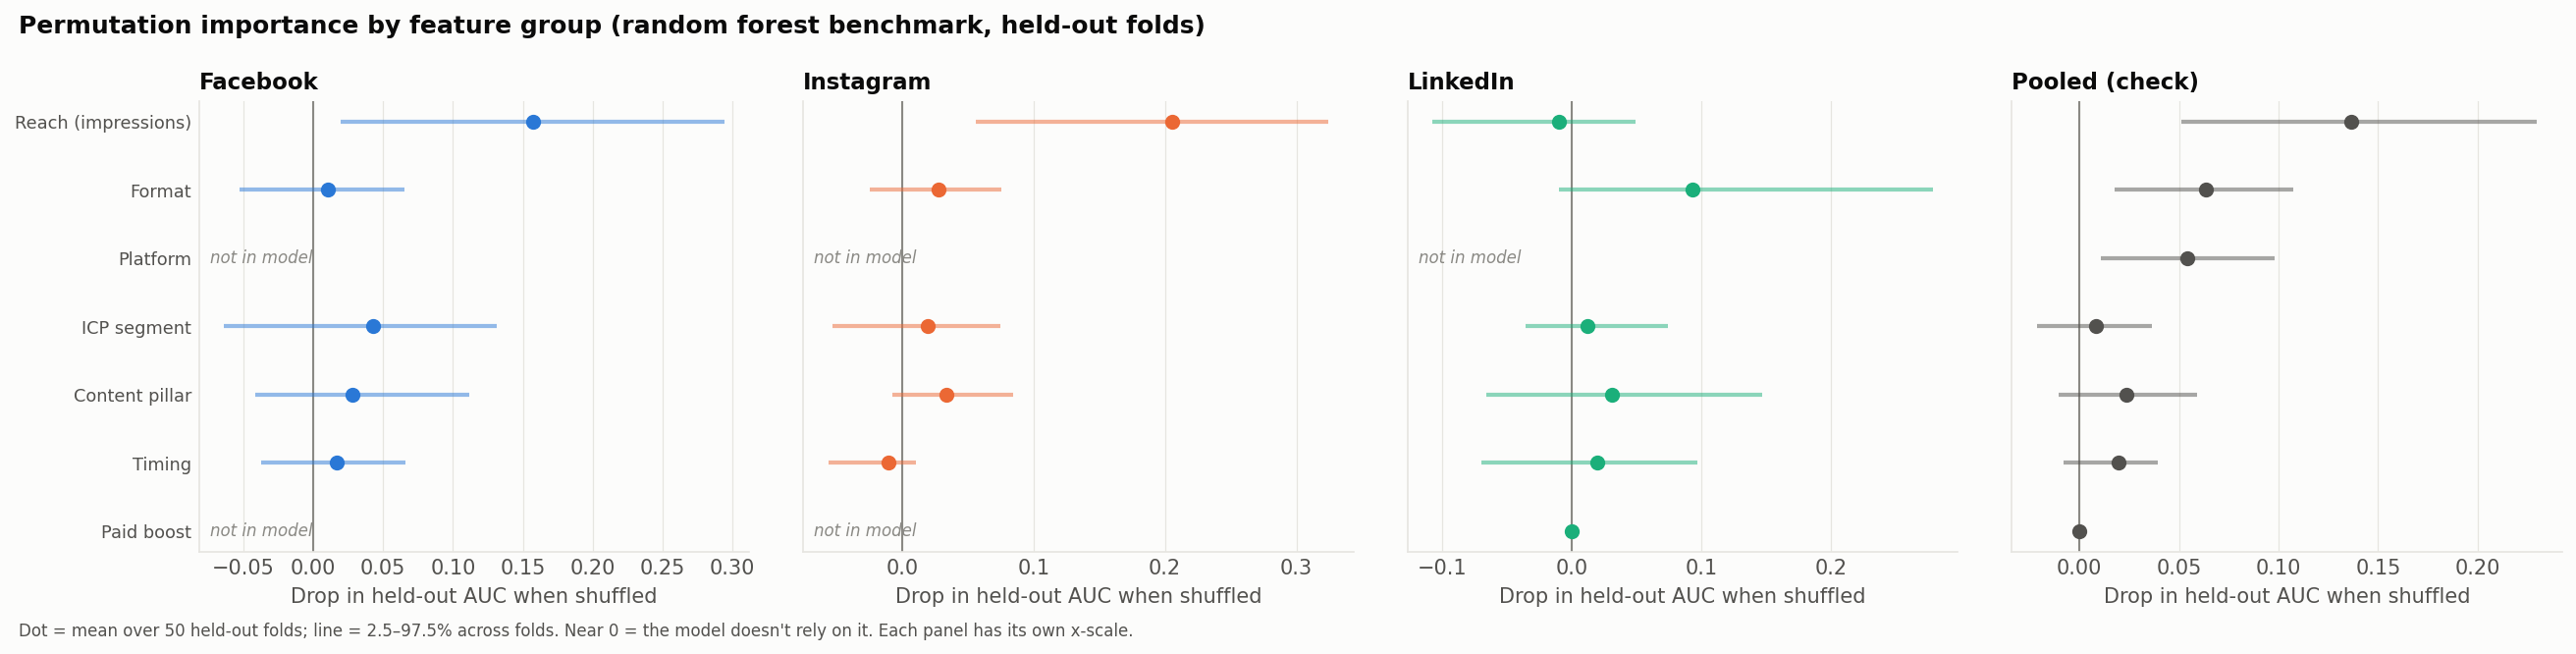 Permutation importance by feature group (random forest benchmark, held-out folds)
Facebook
Instagram
LinkedIn
Pooled (check)
Reach (impressions)
Format
Platform
not in model
not in model
not in model
ICP segment
Content pillar
Timing
Paid boost
not in model
not in model
−0.05 0.00 0.05 0.10 0.15 0.20 0.25 0.30
0.0 0.1 0.2 0.3
−0.1 0.0 0.1 0.2
0.00 0.05 0.10 0.15 0.20
Drop in held-out AUC when shuffled
Drop in held-out AUC when shuffled
Drop in held-out AUC when shuffled
Drop in held-out AUC when shuffled
Dot = mean over 50 held-out folds; line = 2.5–97.5% across folds. Near 0 = the model doesn't rely on it. Each panel has its own x-scale.